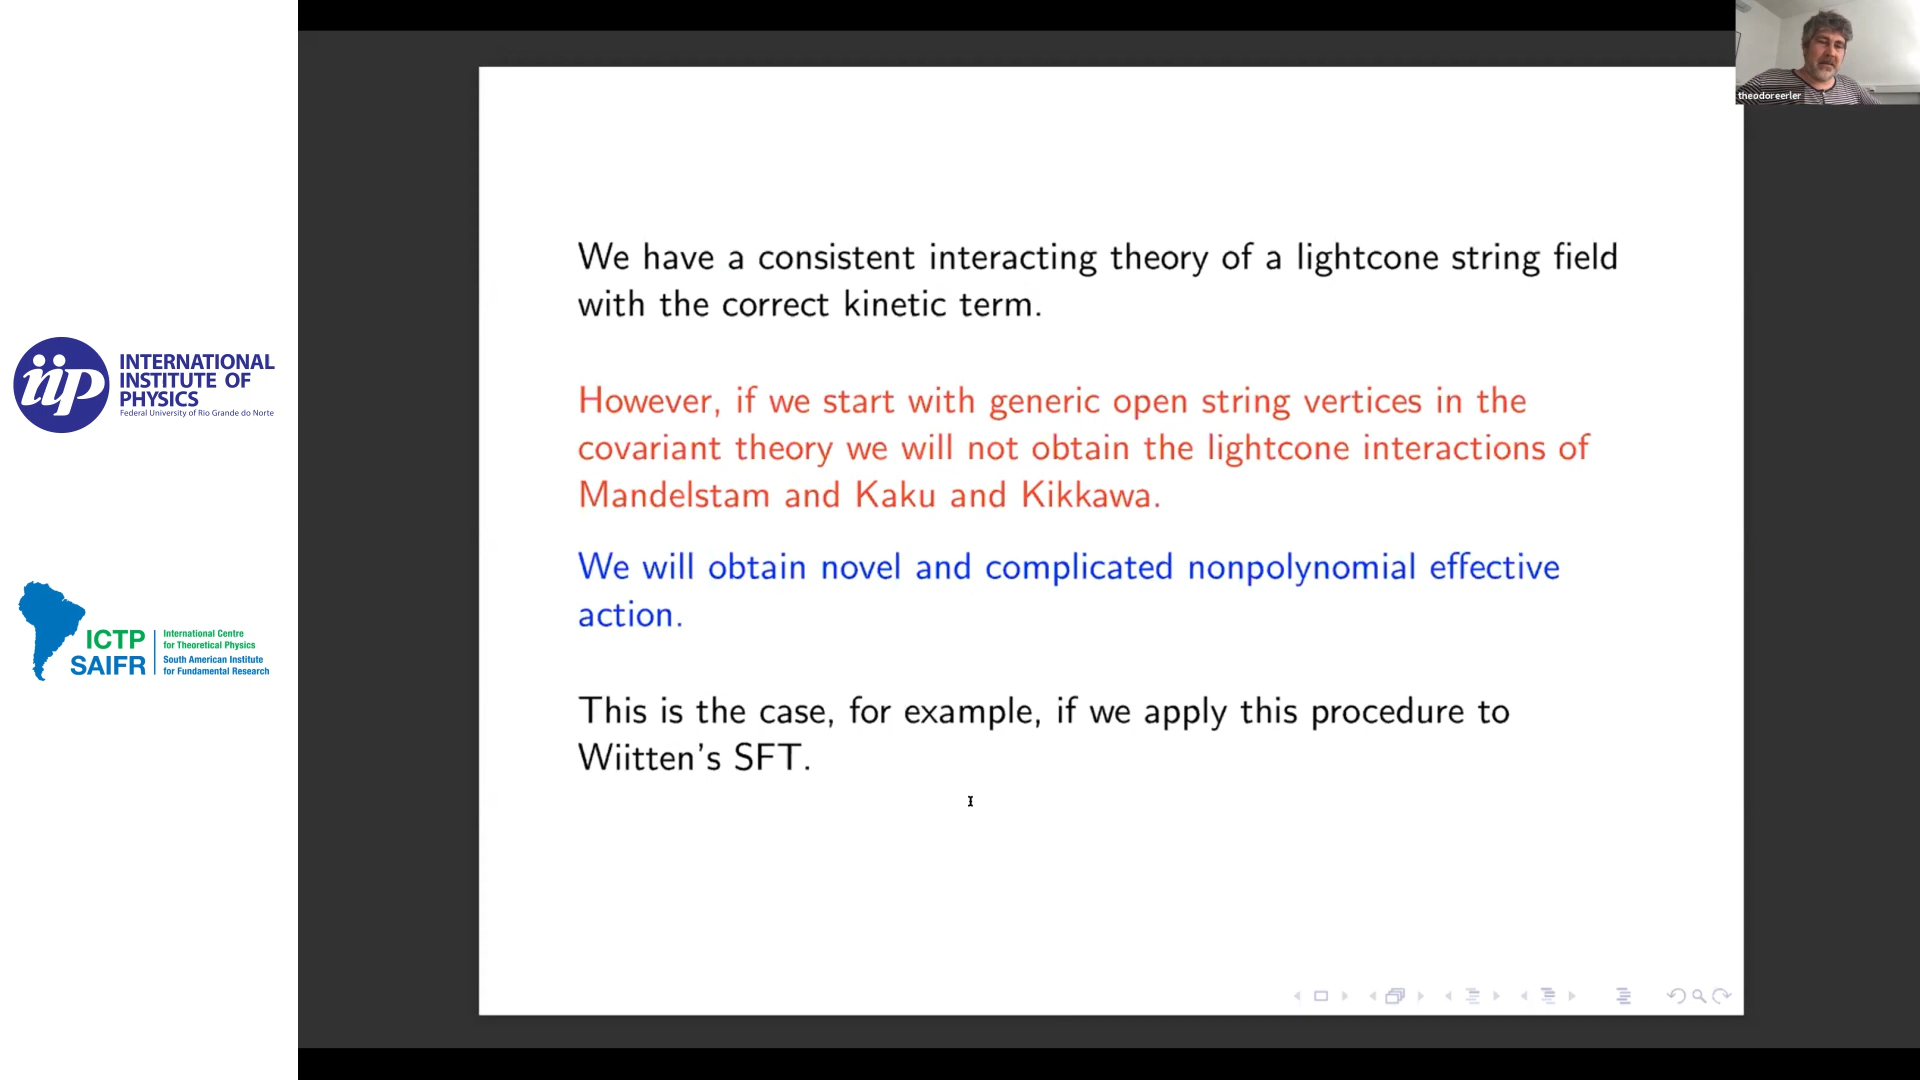 theodoreerler
We have a consistent interacting theory of a lightcone string field
with the correct kinetic term.
However, if we start with generic open string vertices in the
covariant theory we will not obtain the lightcone interactions of
Mandelstam and Kaku and Kikkawa.
We will obtain novel and complicated nonpolynomial effective
action.
This is the case, for example, if we apply this procedure to
Wiitten's SFT.
iip
INTERNATIONAL
INSTITUTE OF
PHYSICS
Federal University of Rio Grande do Norte
ICTP
SAIFR
International Centre
for Theoretical Physics
South American Institute
for Fundamental Research